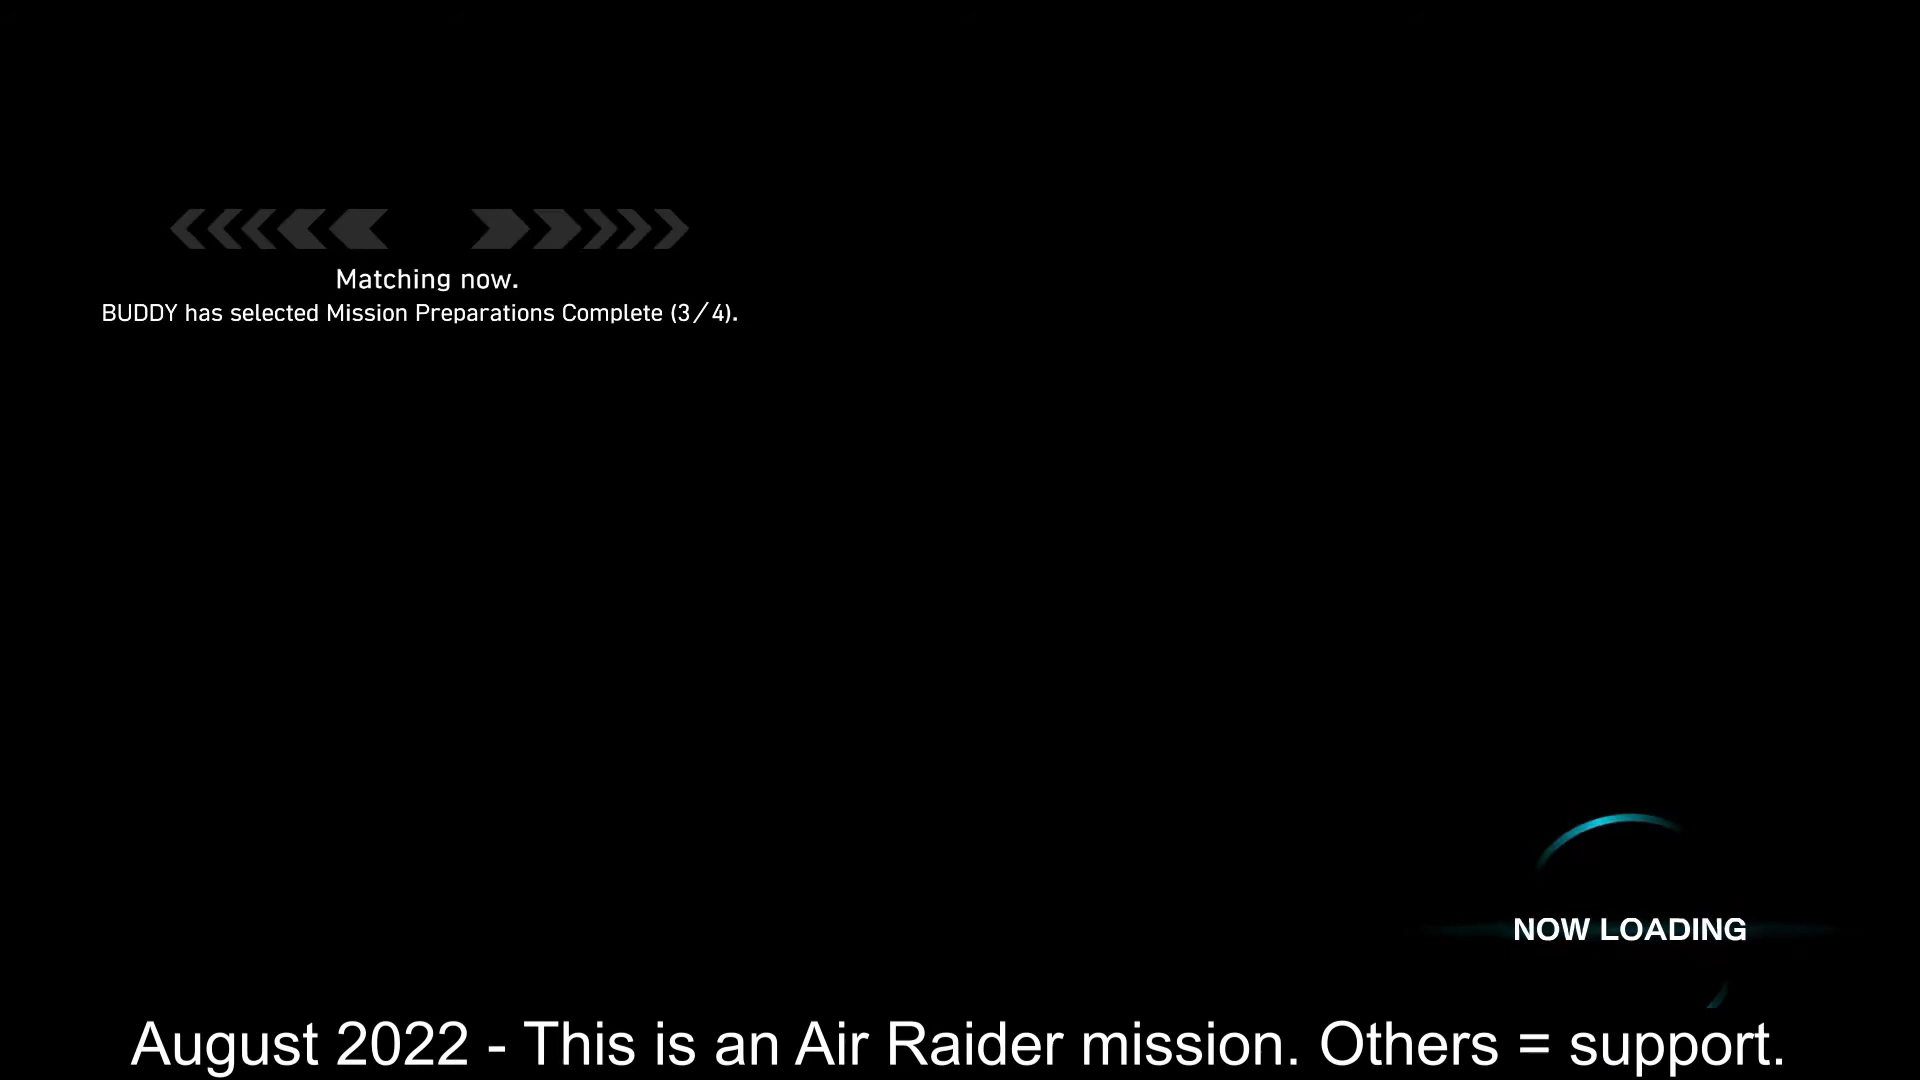 Matching now.
BUDDY has selected Mission Preparations Complete (3/4).
NOW LOADING
August 2022 - This is an Air Raider mission. Others = support.